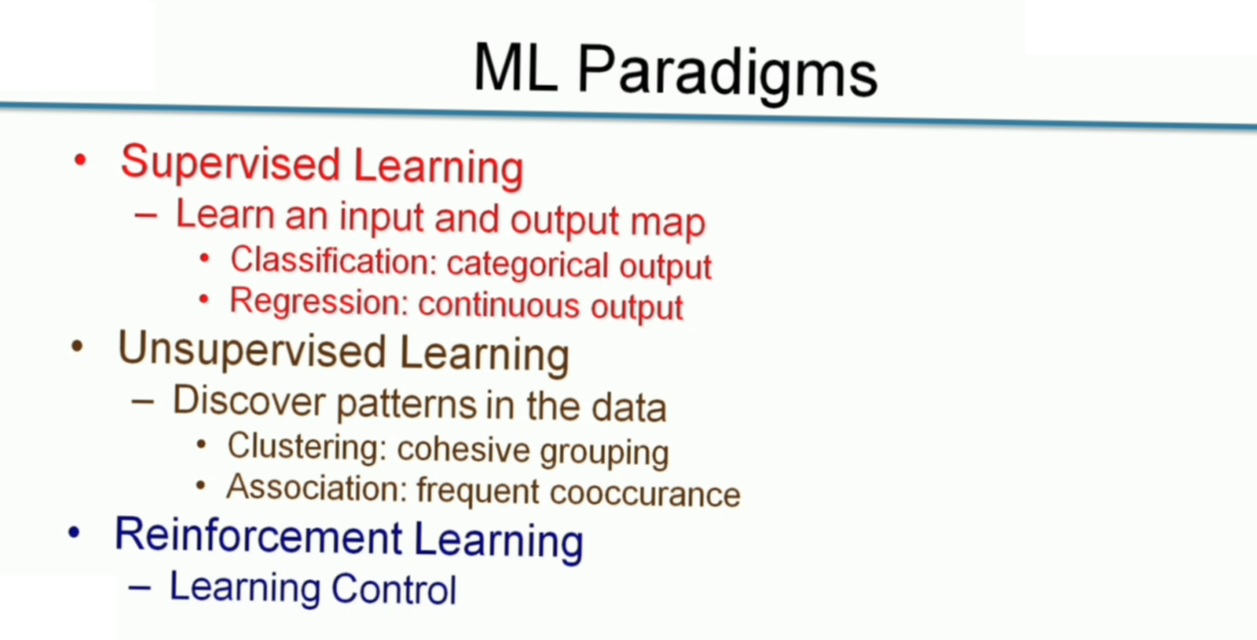 ML Paradigms
• Supervised Learning
– Learn an input and output map
• Classification: categorical output
• Regression: continuous output
• Unsupervised Learning
– Discover patterns in the data
• Clustering: cohesive grouping
• Association: frequent cooccurance
• Reinforcement Learning
– Learning Control